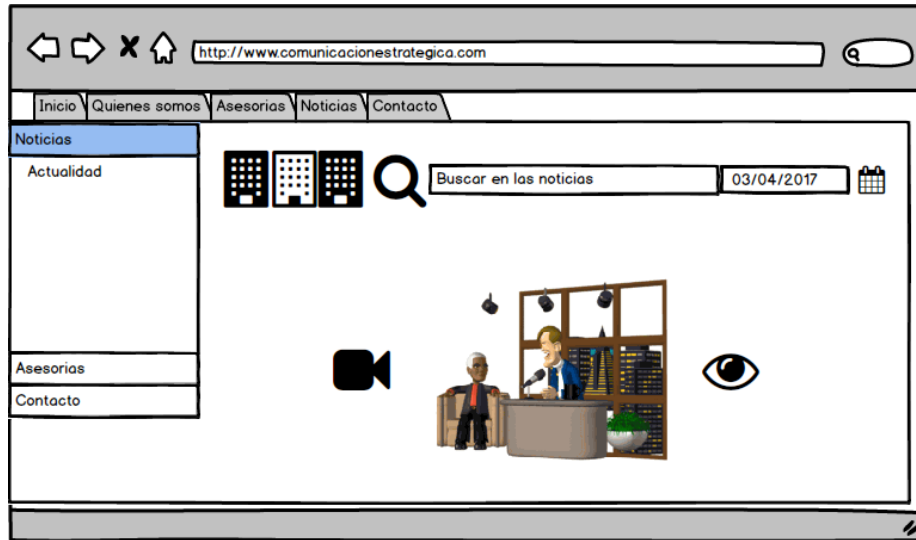 http://www.comunicacionestrategica.com
Inicio Quienes somos Asesorias Noticias Contacto
Noticias
Actualidad
Buscar en las noticias 03/04/2017
Asesorias
Contacto